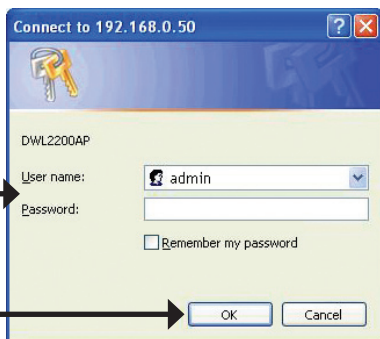 Connect to 192.168.0.50
DWL2200AP
User name:
admin
Password:
Remember my password
OK
Cancel